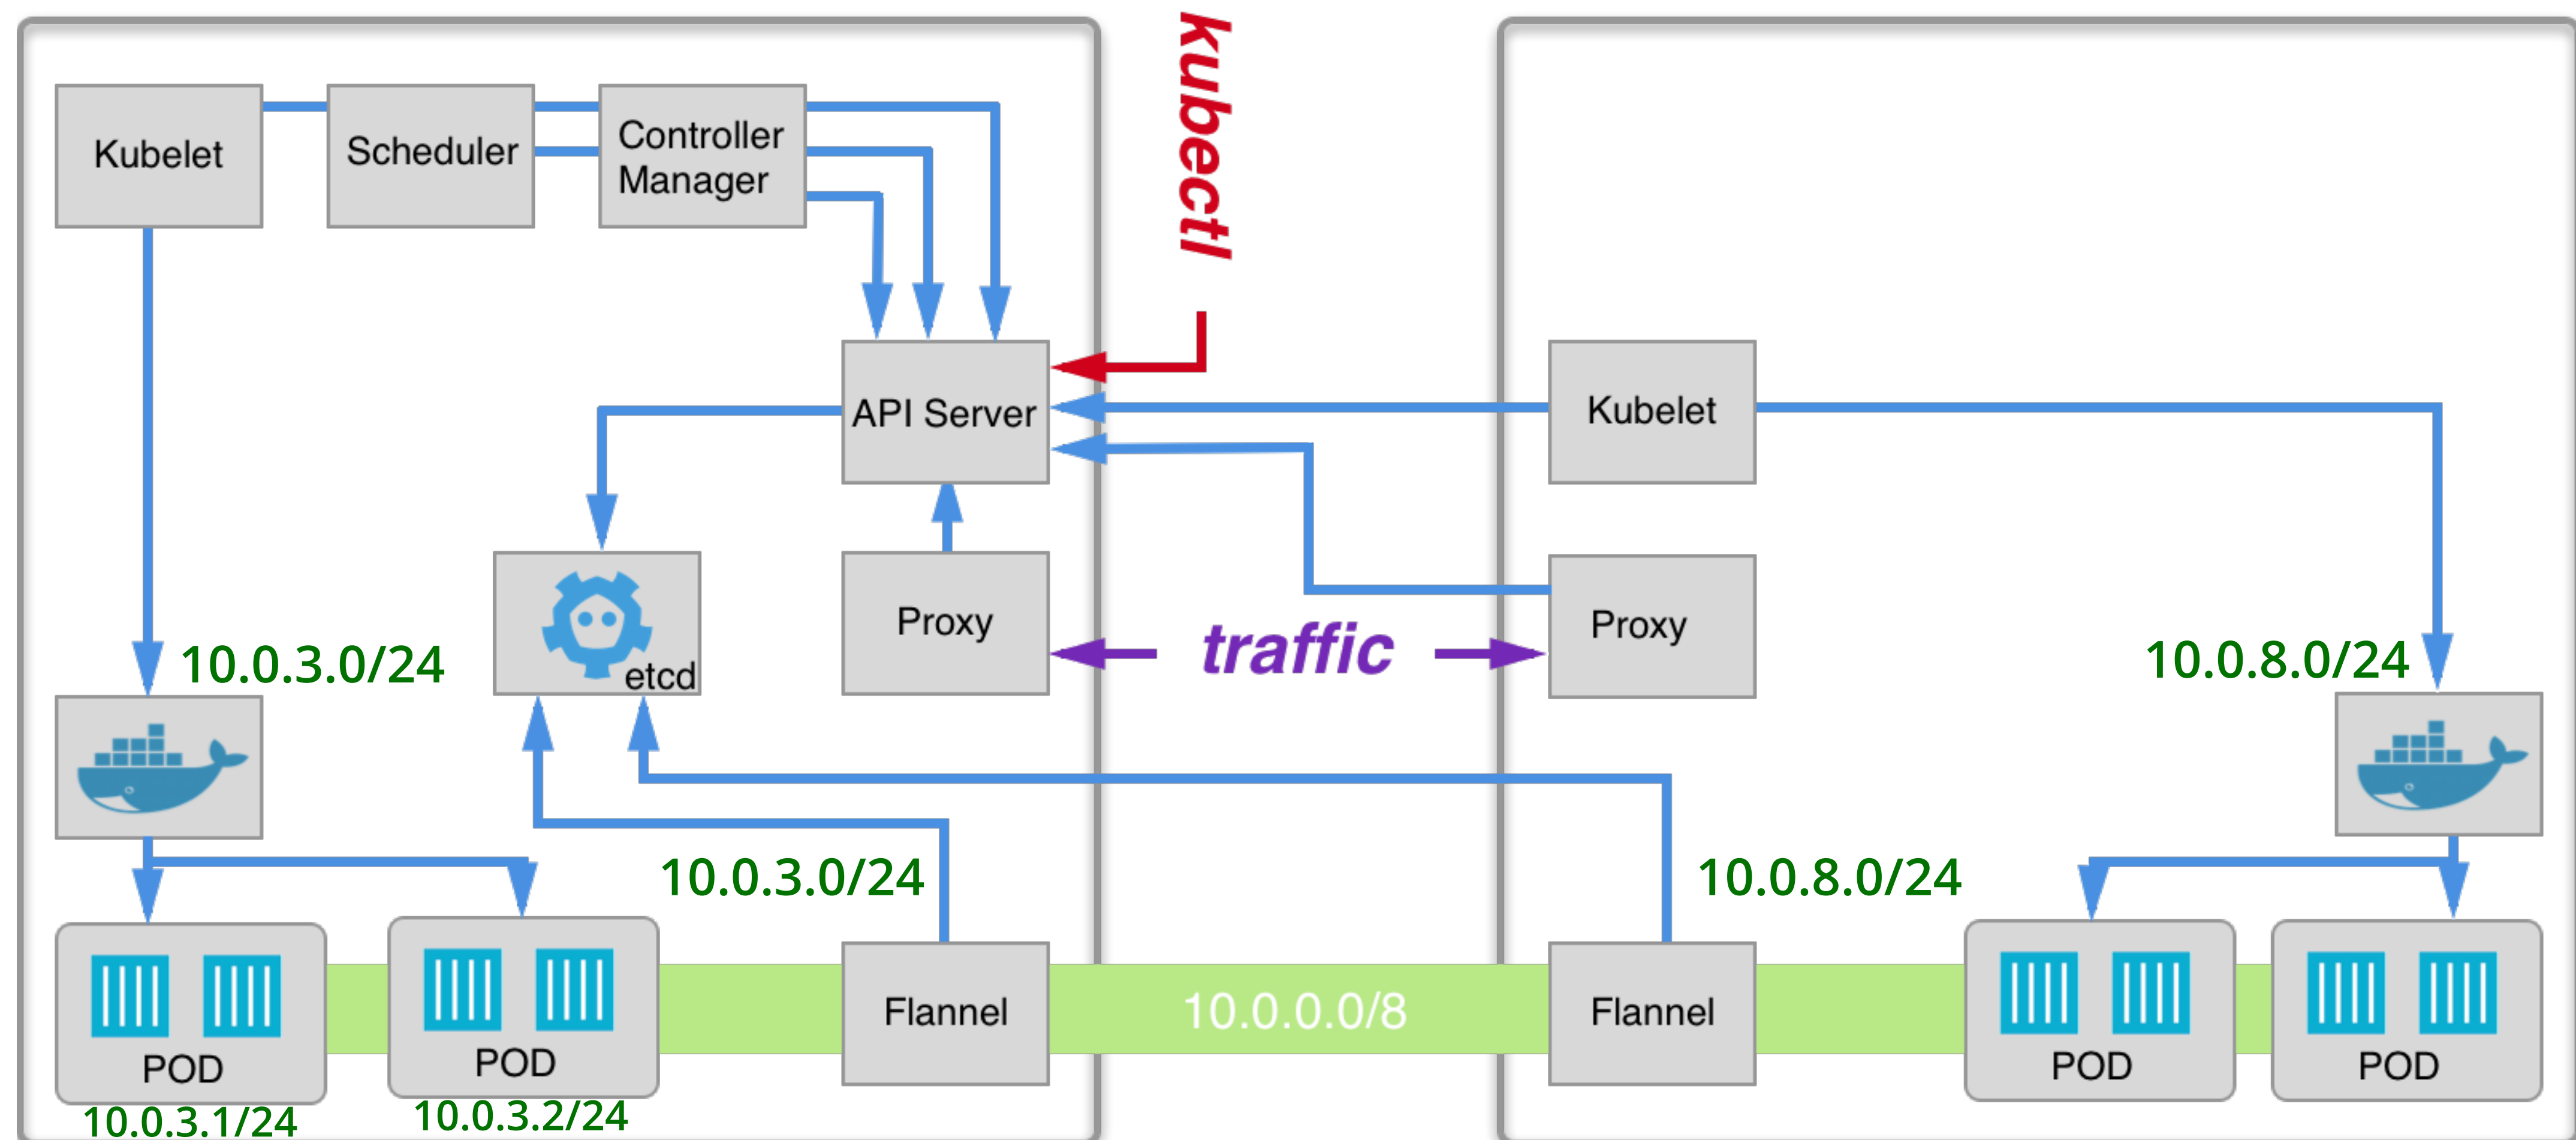 kubectl
Kubelet
Scheduler
Controller
Manager
API Server
Kubelet
etcd
Proxy
traffic
Proxy
10.0.3.0/24
10.0.8.0/24
10.0.3.0/24
10.0.8.0/24
POD
POD
Flannel
10.0.0.0/8
Flannel
POD
POD
10.0.3.1/24
10.0.3.2/24